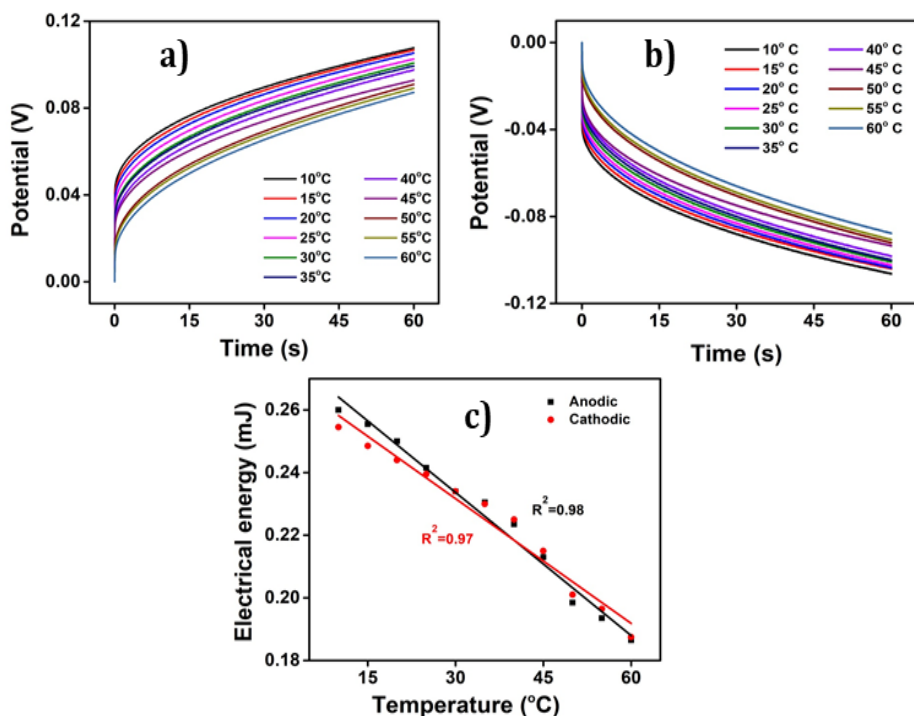 a)
0.12
0.08
0.04
0.00
Potential (V)
10°C 40°C
15°C 45°C
20°C 50°C
25°C 55°C
30°C 60°C
35°C
0 15 30 45 60
Time (s)
b)
0.00
-0.04
-0.08
-0.12
Potential (V)
10° C 40° C
15° C 45° C
20° C 50° C
25° C 55° C
30° C 60° C
35° C
0 15 30 45 60
Time (s)
c)
Anodic
Cathodic
0.26
0.24
0.22
0.20
0.18
Electrical energy (mJ)
R²=0.98
R²=0.97
15 30 45 60
Temperature (°C)